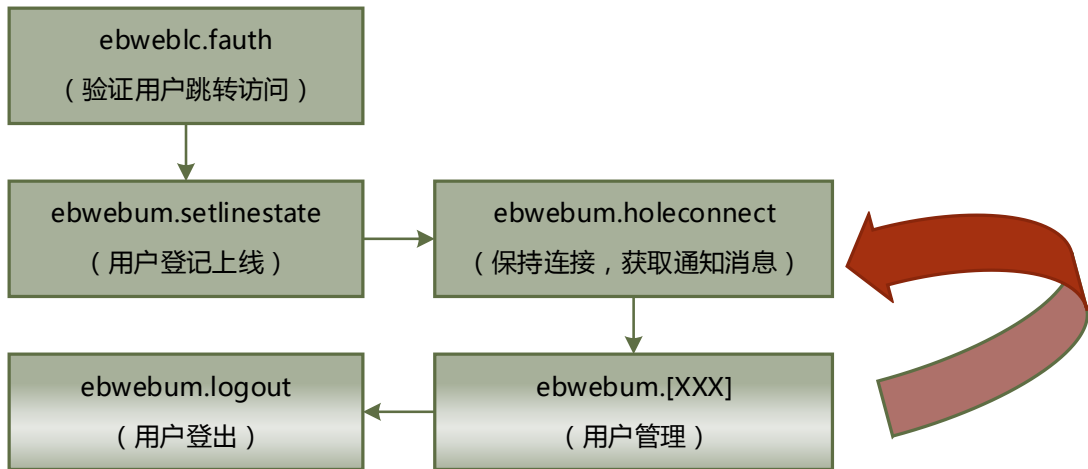 ebweblc.fauth
（验证用户跳转访问）
ebwebum.setlinestate
（用户登记上线）
ebwebum.holeconnect
（保持连接，获取通知消息）
ebwebum.logout
（用户登出）
ebwebum.[XXX]
（用户管理）